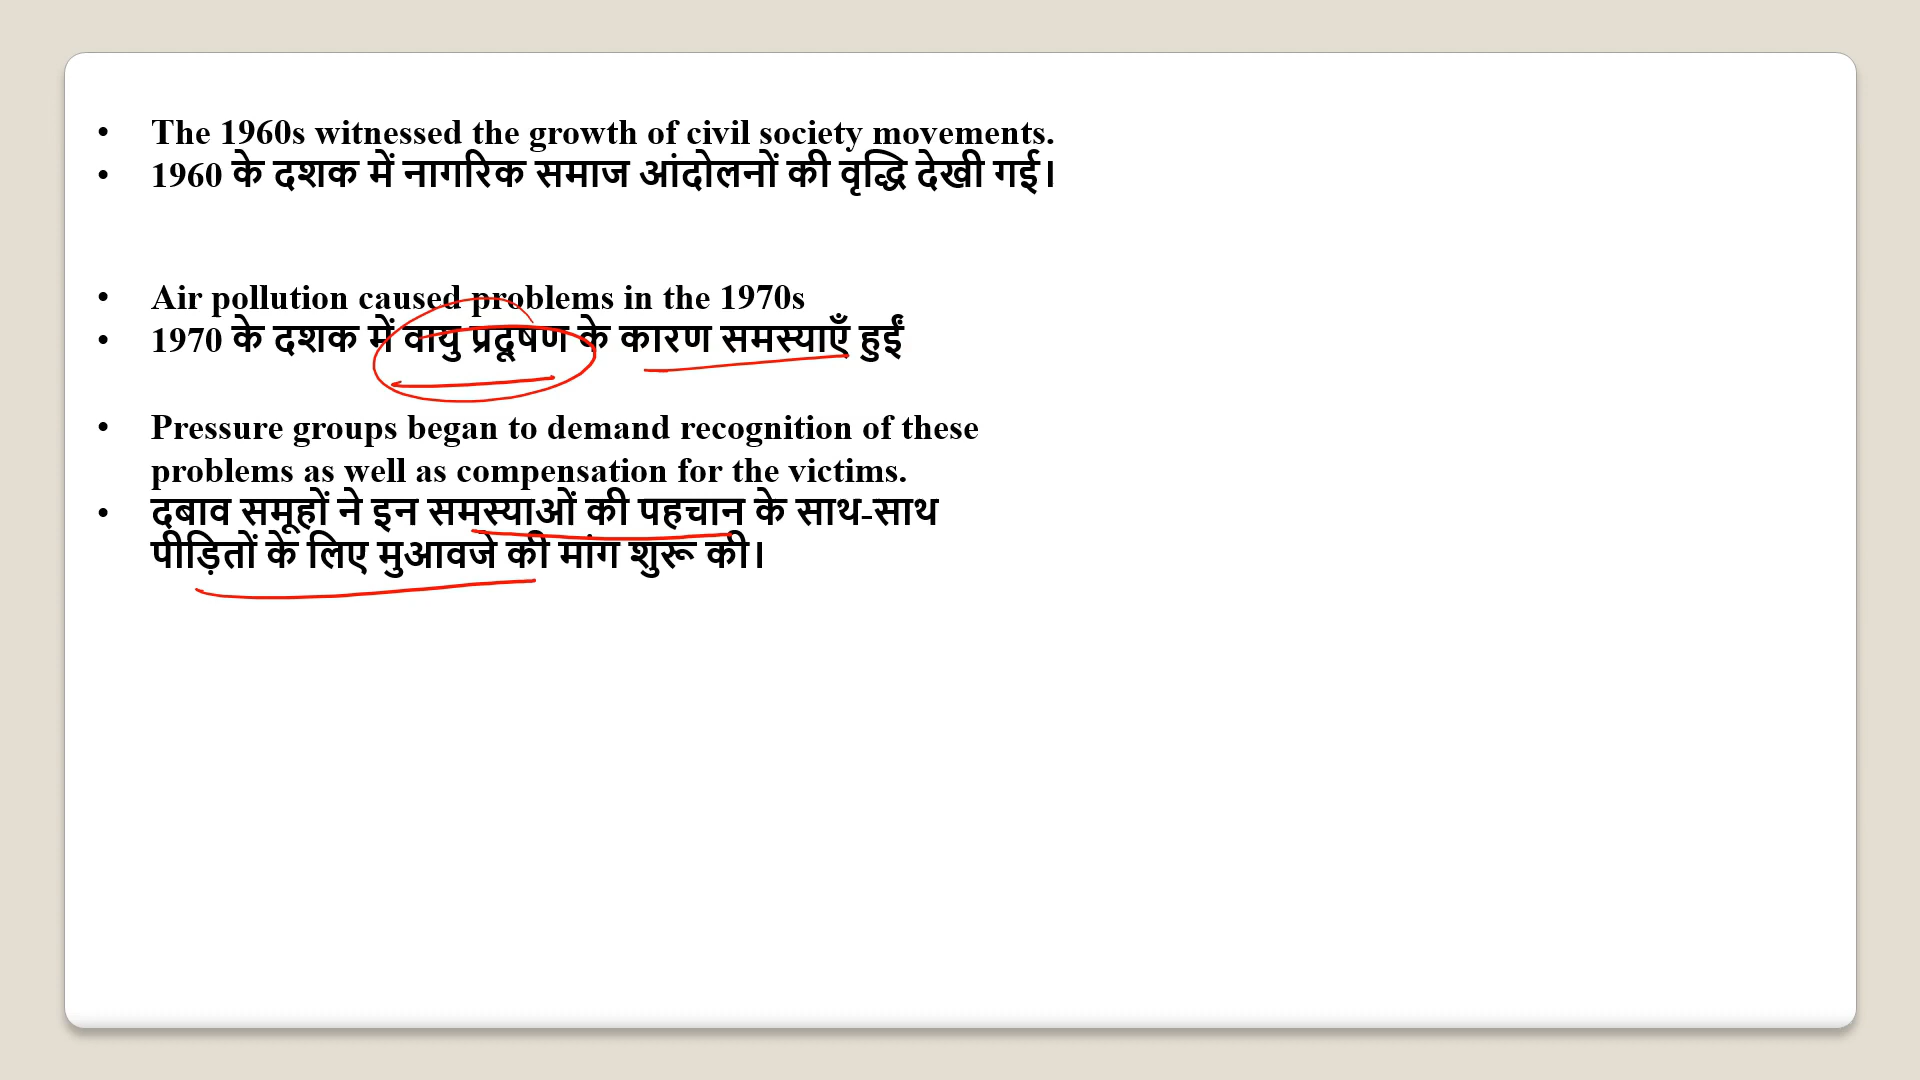 • The 1960s witnessed the growth of civil society movements.
• 1960 के दशक में नागरिक समाज आंदोलनों की वृद्धि देखी गई।
• Air pollution caused problems in the 1970s
• 1970 के दशक में वायु प्रदूषण के कारण समस्याएँ हुईं
• Pressure groups began to demand recognition of these
problems as well as compensation for the victims.
• दबाव समूहों ने इन समस्याओं की पहचान के साथ-साथ
पीड़ितों के लिए मुआवजे की मांग शुरू की।